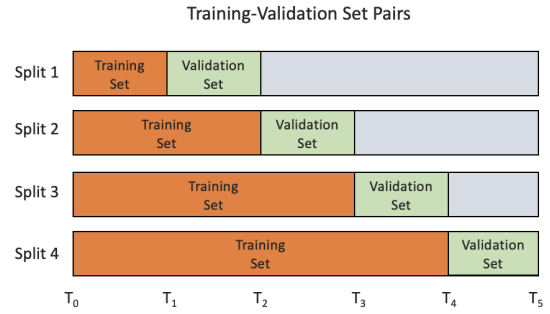 Training-Validation Set Pairs
Split 1
Training
Set
Validation
Set
Split 2
Training
Set
Validation
Set
Split 3
Training
Set
Validation
Set
Split 4
Training
Set
Validation
Set
T₀ T₁ T₂ T₃ T₄ T₅